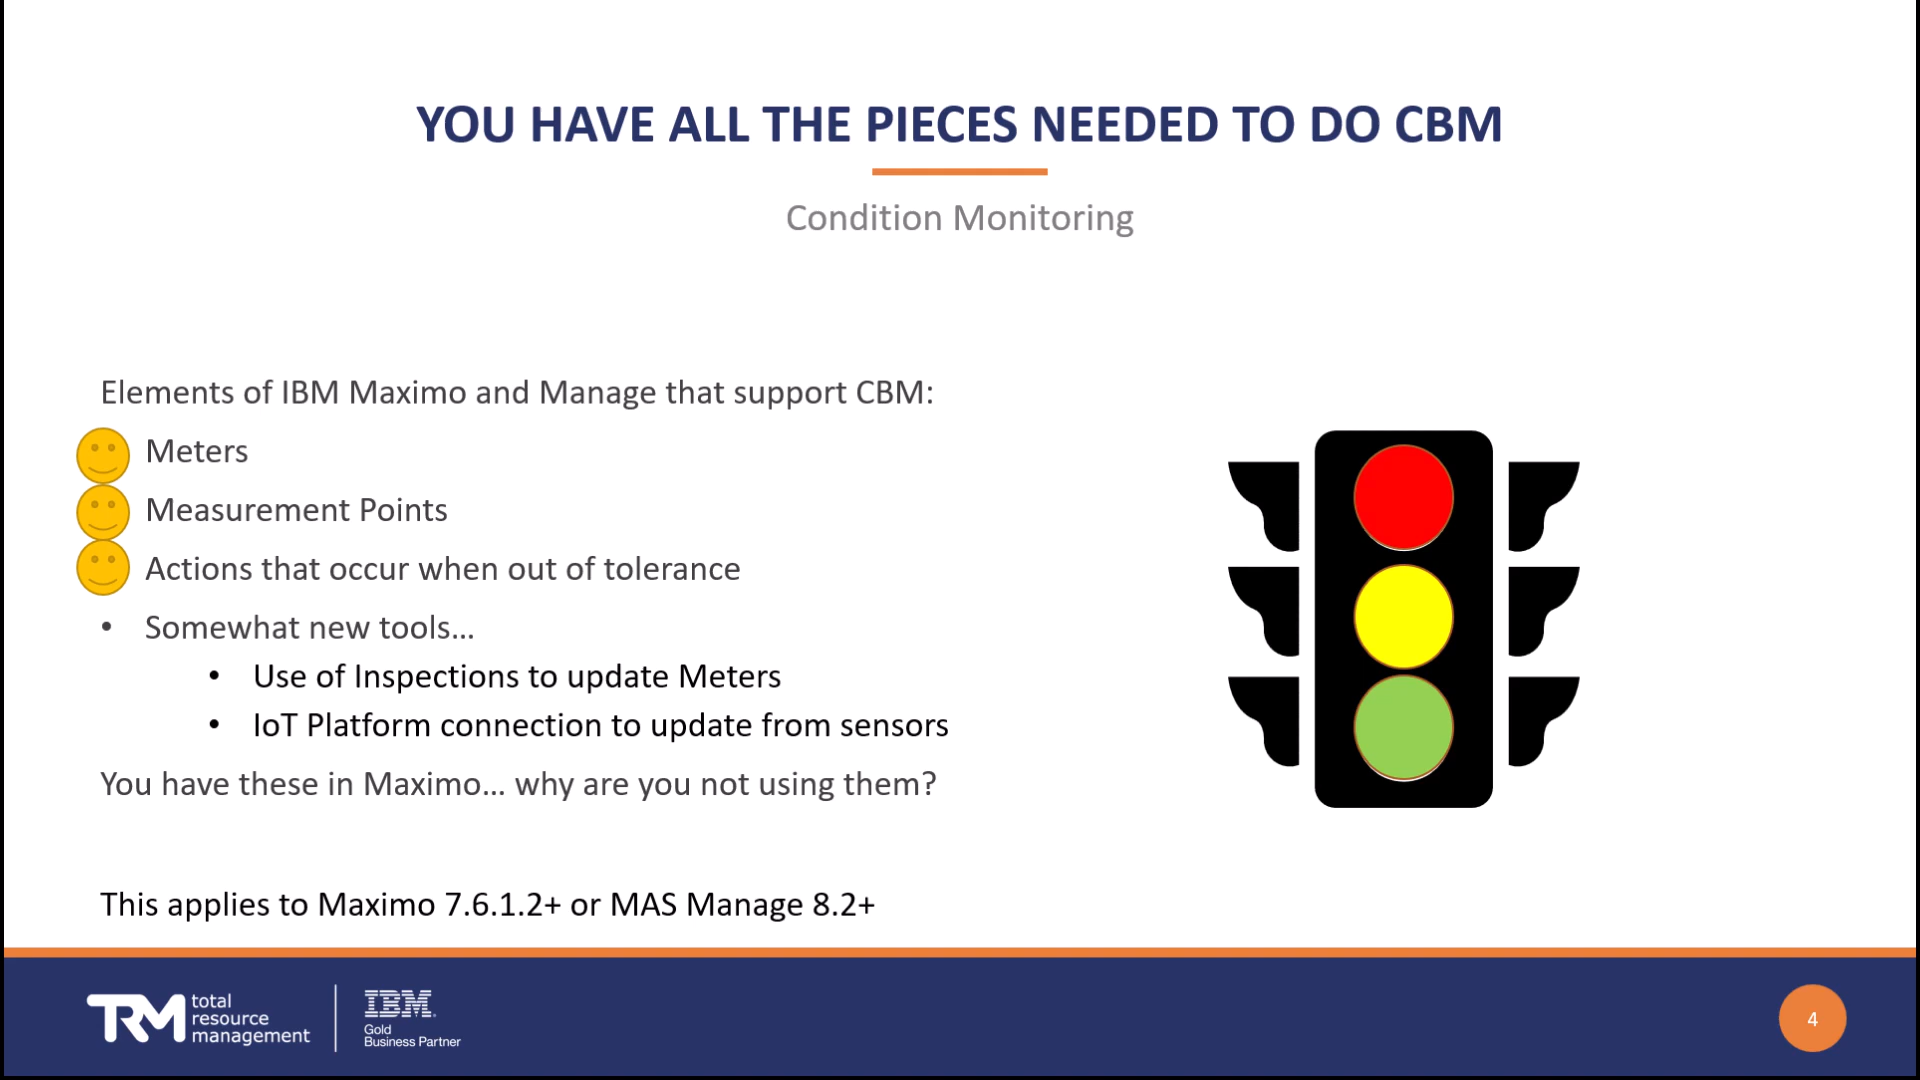 YOU HAVE ALL THE PIECES NEEDED TO DO CBM
Condition Monitoring
Elements of IBM Maximo and Manage that support CBM:
Meters
Measurement Points
Actions that occur when out of tolerance
• Somewhat new tools...
• Use of Inspections to update Meters
• IoT Platform connection to update from sensors
You have these in Maximo... why are you not using them?
This applies to Maximo 7.6.1.2+ or MAS Manage 8.2+
TRM total
resource
management
IBM
Gold
Business Partner
4